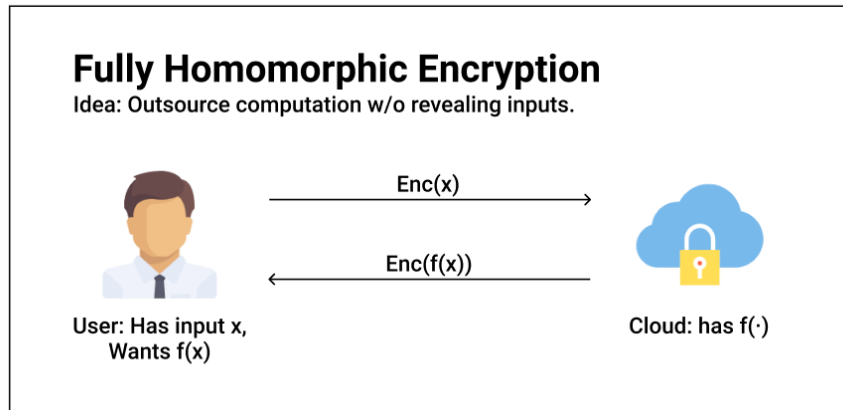 Fully Homomorphic Encryption
Idea: Outsource computation w/o revealing inputs.
Enc(x)
Enc(f(x))
User: Has input x,
Wants f(x)
Cloud: has f(·)